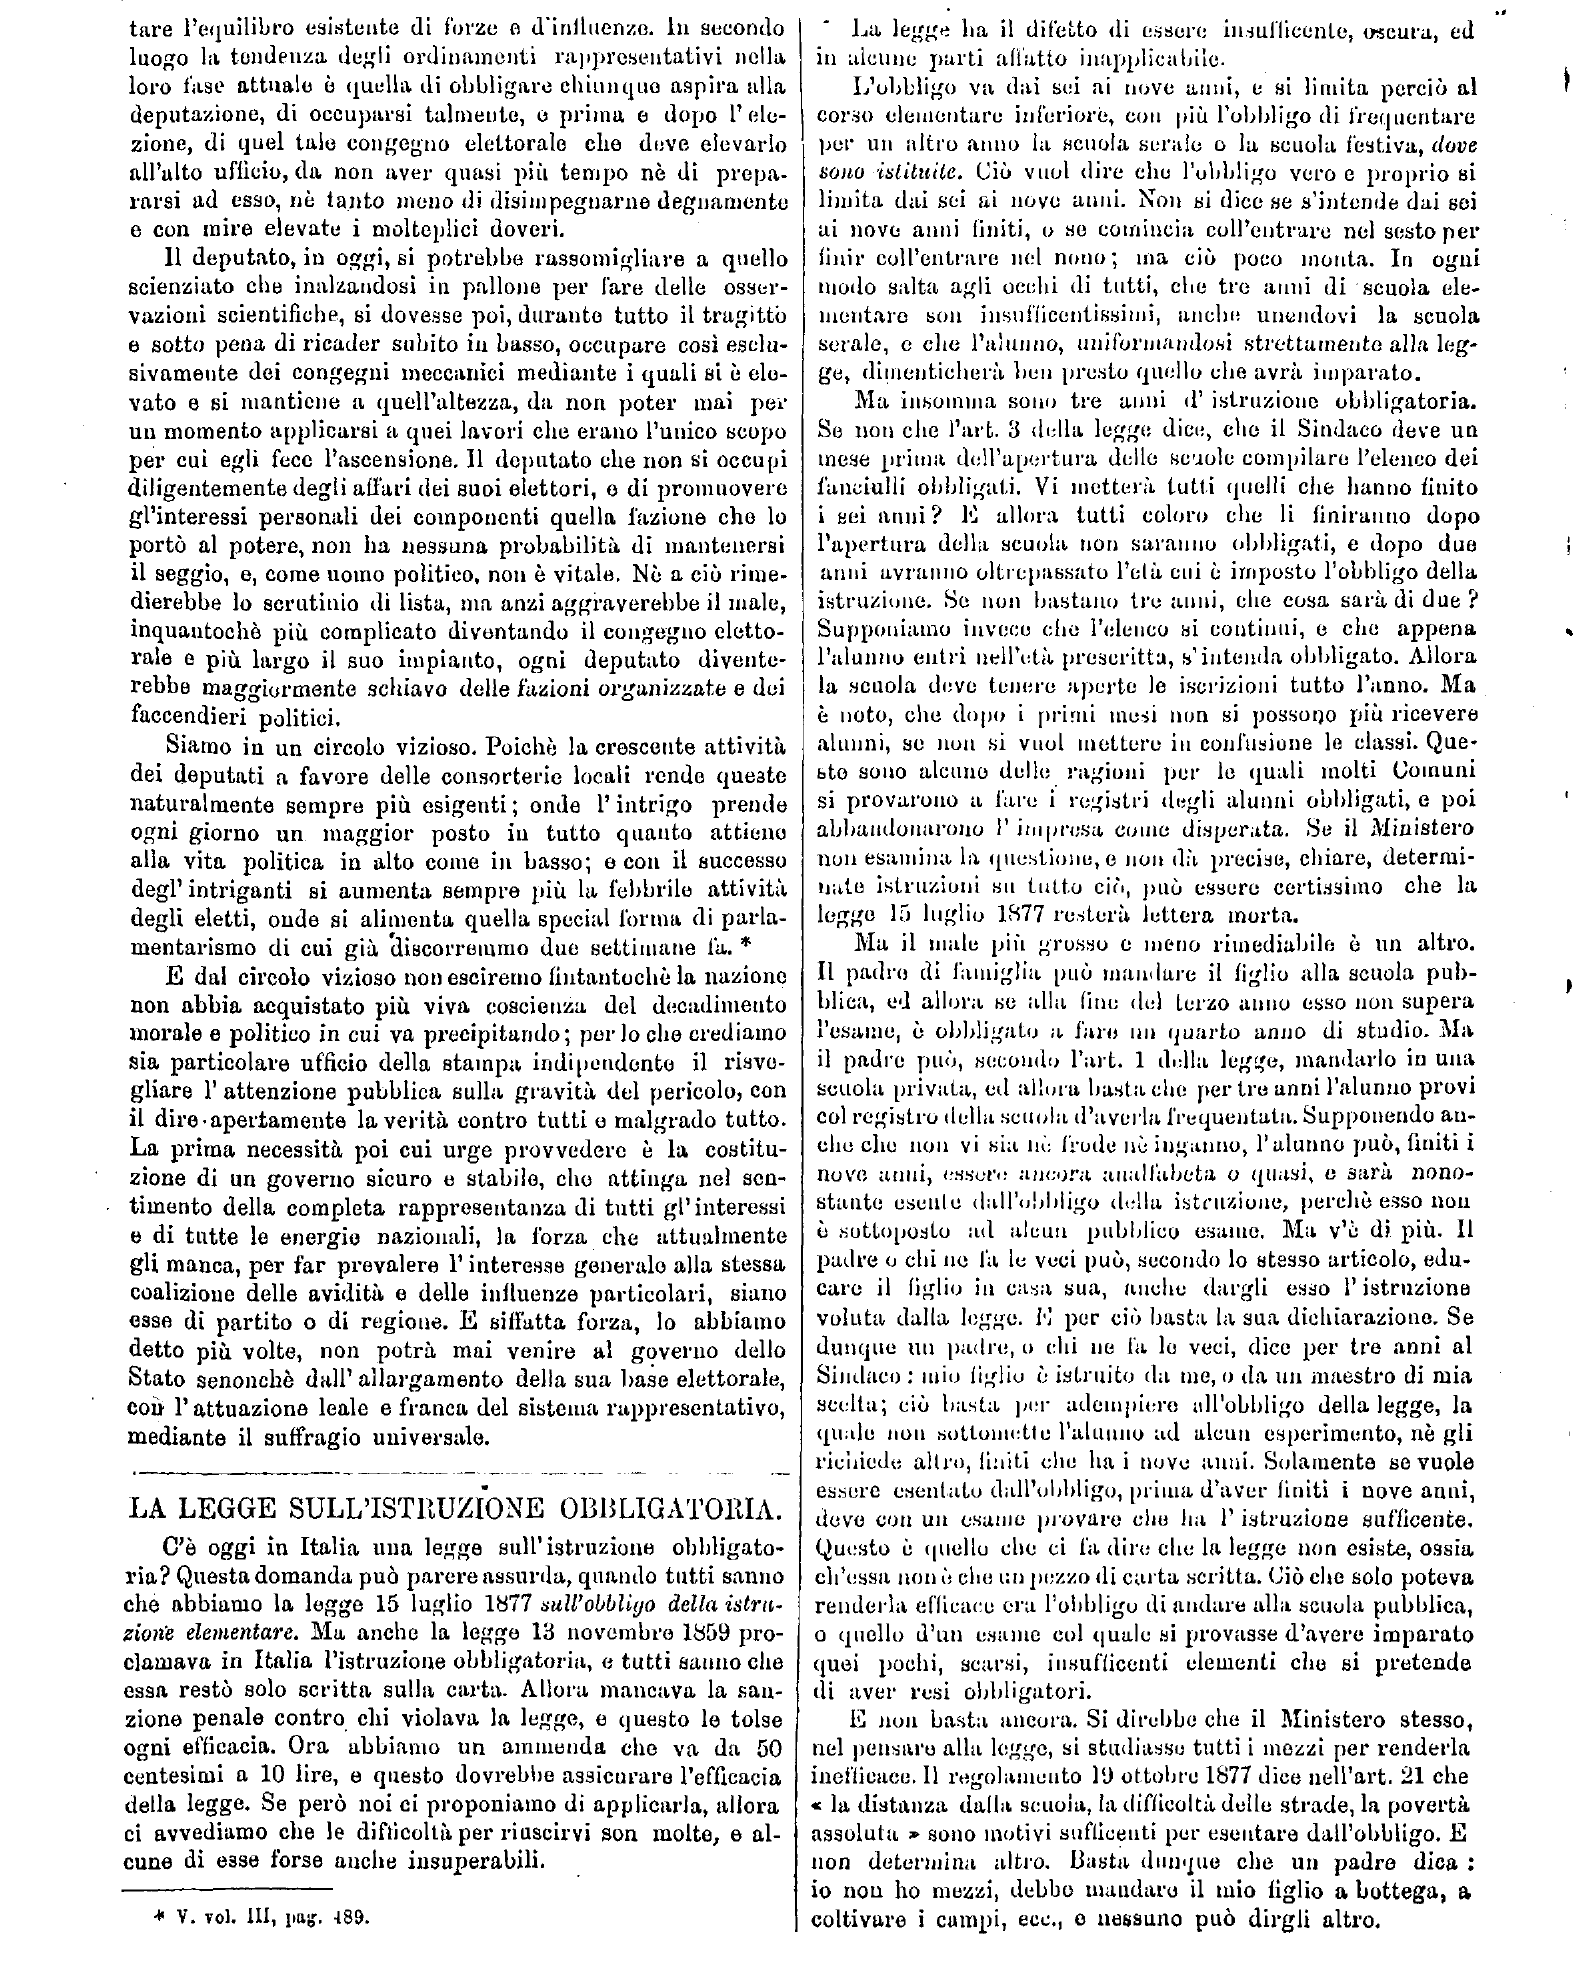 tare l'equilibro esistente di forze e d'influenze. In secondo
luogo la tendenza degli ordinamenti rappresentativi nella
loro fase attuale è quella di obbligare chiunque aspira alla
deputazione, di occuparsi talmente, e prima e dopo l' ele-
zione, di quel tale congegno elettorale che deve elevarlo
all'alto ufficio, da non aver quasi più tempo nè di prepa-
rarsi ad esso, nè tanto meno di disimpegnarne degnamente
e con mire elevate i molteplici doveri.
Il deputato, in oggi, si potrebbe rassomigliare a quello
scienziato che inalzandosi in pallone per fare delle osser-
vazioni scientifiche, si dovesse poi, durante tutto il tragitto
e sotto pena di ricader subito in basso, occupare così esclu-
sivamente dei congegni meccanici mediante i quali si è ele-
vato e si mantiene a quell'altezza, da non poter mai per
un momento applicarsi a quei lavori che erano l'unico scopo
per cui egli fece l'ascensione. Il deputato che non si occupi
diligentemente degli affari dei suoi elettori, e di promuovere
gl'interessi personali dei componenti quella fazione che lo
portò al potere, non ha nessuna probabilità di mantenersi
il seggio, e, come uomo politico, non è vitale. Nè a ciò rime-
dierebbe lo scrutinio di lista, ma anzi aggraverebbe il male,
inquantochè più complicato diventando il congegno eletto-
rale e più largo il suo impianto, ogni deputato divente-
rebbe maggiormente schiavo delle fazioni organizzate e dei
faccendieri politici.
Siamo in un circolo vizioso. Poichè la crescente attività
dei deputati a favore delle consorterie locali rende queste
naturalmente sempre più esigenti; onde l' intrigo prende
ogni giorno un maggior posto in tutto quanto attiene
alla vita politica in alto come in basso; e con il successo
degl' intriganti si aumenta sempre più la febbrile attività
degli eletti, onde si alimenta quella special forma di parla-
mentarismo di cui già discorremmo due settimane fa. *
E dal circolo vizioso non esciremo fintantochè la nazione
non abbia acquistato più viva coscienza del decadimento
morale e politico in cui va precipitando; per lo che crediamo
sia particolare ufficio della stampa indipendente il risve-
gliare l' attenzione pubblica sulla gravità del pericolo, con
il dire apertamente la verità contro tutti e malgrado tutto.
La prima necessità poi cui urge provvedere è la costitu-
zione di un governo sicuro e stabile, che attinga nel sen-
timento della completa rappresentanza di tutti gl' interessi
e di tutte le energie nazionali, la forza che attualmente
gli manca, per far prevalere l' interesse generale alla stessa
coalizione delle avidità e delle influenze particolari, siano
esse di partito o di regione. E siffatta forza, lo abbiamo
detto più volte, non potrà mai venire al governo dello
Stato senonchè dall' allargamento della sua base elettorale,
con l' attuazione leale e franca del sistema rappresentativo,
mediante il suffragio universale.
LA LEGGE SULL'ISTRUZIONE OBBLIGATORIA.
C'è oggi in Italia una legge sull' istruzione obbligato-
ria? Questa domanda può parere assurda, quando tutti sanno
che abbiamo la legge 15 luglio 1877 sull'obbligo della istru-
zione elementare. Ma anche la legge 13 novembre 1859 pro-
clamava in Italia l'istruzione obbligatoria, e tutti sanno che
essa restò solo scritta sulla carta. Allora mancava la san-
zione penale contro chi violava la legge, e questo le tolse
ogni efficacia. Ora abbiamo un ammenda che va da 50
centesimi a 10 lire, e questo dovrebbe assicurare l'efficacia
della legge. Se però noi ci proponiamo di applicarla, allora
ci avvediamo che le difficoltà per riuscirvi son molte, e al-
cune di esse forse anche insuperabili.
* V. vol. III, pag. 489.
La legge ha il difetto di essere insufficente, oscura, ed
in alcune parti affatto inapplicabile.
L'obbligo va dai sei ai nove anni, e si limita perciò al
corso elementare inferiore, con più l'obbligo di frequentare
per un altro anno la scuola serale o la scuola festiva, dove
sono istituite. Ciò vuol dire che l'obbligo vero e proprio si
limita dai sei ai nove anni. Non si dice se s'intende dai sei
ai nove anni finiti, o se comincia coll'entrare nel sesto per
finir coll'entrare nel nono; ma ciò poco monta. In ogni
modo salta agli occhi di tutti, che tre anni di scuola ele-
mentare son insufficentissimi, anche unendovi la scuola
serale, e che l'alunno, uniformandosi strettamente alla leg-
ge, dimenticherà ben presto quello che avrà imparato.
Ma insomma sono tre anni d' istruzione obbligatoria.
Se non che l'art. 3 della legge dice, che il Sindaco deve un
mese prima dell'apertura delle scuole compilare l'elenco dei
fanciulli obbligati. Vi metterà tutti quelli che hanno finito
i sei anni? E allora tutti coloro che li finiranno dopo
l'apertura della scuola non saranno obbligati, e dopo due
anni avranno oltrepassato l'età cui è imposto l'obbligo della
istruzione. Se non bastano tre anni, che cosa sarà di due?
Supponiamo invece che l'elenco si continui, e che appena
l'alunno entri nell'età prescritta, s'intenda obbligato. Allora
la scuola deve tenere aperte le iscrizioni tutto l'anno. Ma
è noto, che dopo i primi mesi non si possono più ricevere
alunni, se non si vuol mettere in confusione le classi. Que-
ste sono alcune delle ragioni per le quali molti Comuni
si provarono a fare i registri degli alunni obbligati, e poi
abbandonarono l' impresa come disperata. Se il Ministero
non esamina la questione, e non dà precise, chiare, determi-
nate istruzioni su tutto ciò, può essere certissimo che la
legge 15 luglio 1877 resterà lettera morta.
Ma il male più grosso e meno rimediabile è un altro.
Il padre di famiglia può mandare il figlio alla scuola pub-
blica, ed allora se alla fine del terzo anno esso non supera
l'esame, è obbligato a fare un quarto anno di studio. Ma
il padre può, secondo l'art. 1 della legge, mandarlo in una
scuola privata, ed allora basta che per tre anni l'alunno provi
col registro della scuola d'averla frequentata. Supponendo an-
che che non vi sia nè frode nè inganno, l'alunno può, finiti i
nove anni, essere ancora analfabeta o quasi, e sarà nono-
stante esente dall'obbligo della istruzione, perchè esso non
è sottoposto ad alcun pubblico esame. Ma v'è di più. Il
padre o chi ne fa le veci può, secondo lo stesso articolo, edu-
care il figlio in casa sua, anche dargli esso l' istruzione
voluta dalla legge. E per ciò basta la sua dichiarazione. Se
dunque un padre, o chi ne fa le veci, dice per tre anni al
Sindaco: mio figlio è istruito da me, o da un maestro di mia
scelta; ciò basta per adempiere all'obbligo della legge, la
quale non sottomette l'alunno ad alcun esperimento, nè gli
richiede altro, finiti che ha i nove anni. Solamente se vuole
essere esentato dall'obbligo, prima d'aver finiti i nove anni,
deve con un esame provare che ha l' istruzione sufficente.
Questo è quello che ci fa dire che la legge non esiste, ossia
ch'essa non è che un pezzo di carta scritta. Ciò che solo poteva
renderla efficace era l'obbligo di andare alla scuola pubblica,
o quello d'un esame col quale si provasse d'avere imparato
quei pochi, scarsi, insufficenti elementi che si pretende
di aver resi obbligatori.
E non basta ancora. Si direbbe che il Ministero stesso,
nel pensare alla legge, si studiasse tutti i mezzi per renderla
inefficace. Il regolamento 19 ottobre 1877 dice nell'art. 21 che
« la distanza dalla scuola, la difficoltà delle strade, la povertà
assoluta » sono motivi sufficenti per esentare dall'obbligo. E
non determina altro. Basta dunque che un padre dica :
io non ho mezzi, debbo mandare il mio figlio a bottega, a
coltivare i campi, ecc., e nessuno può dirgli altro.